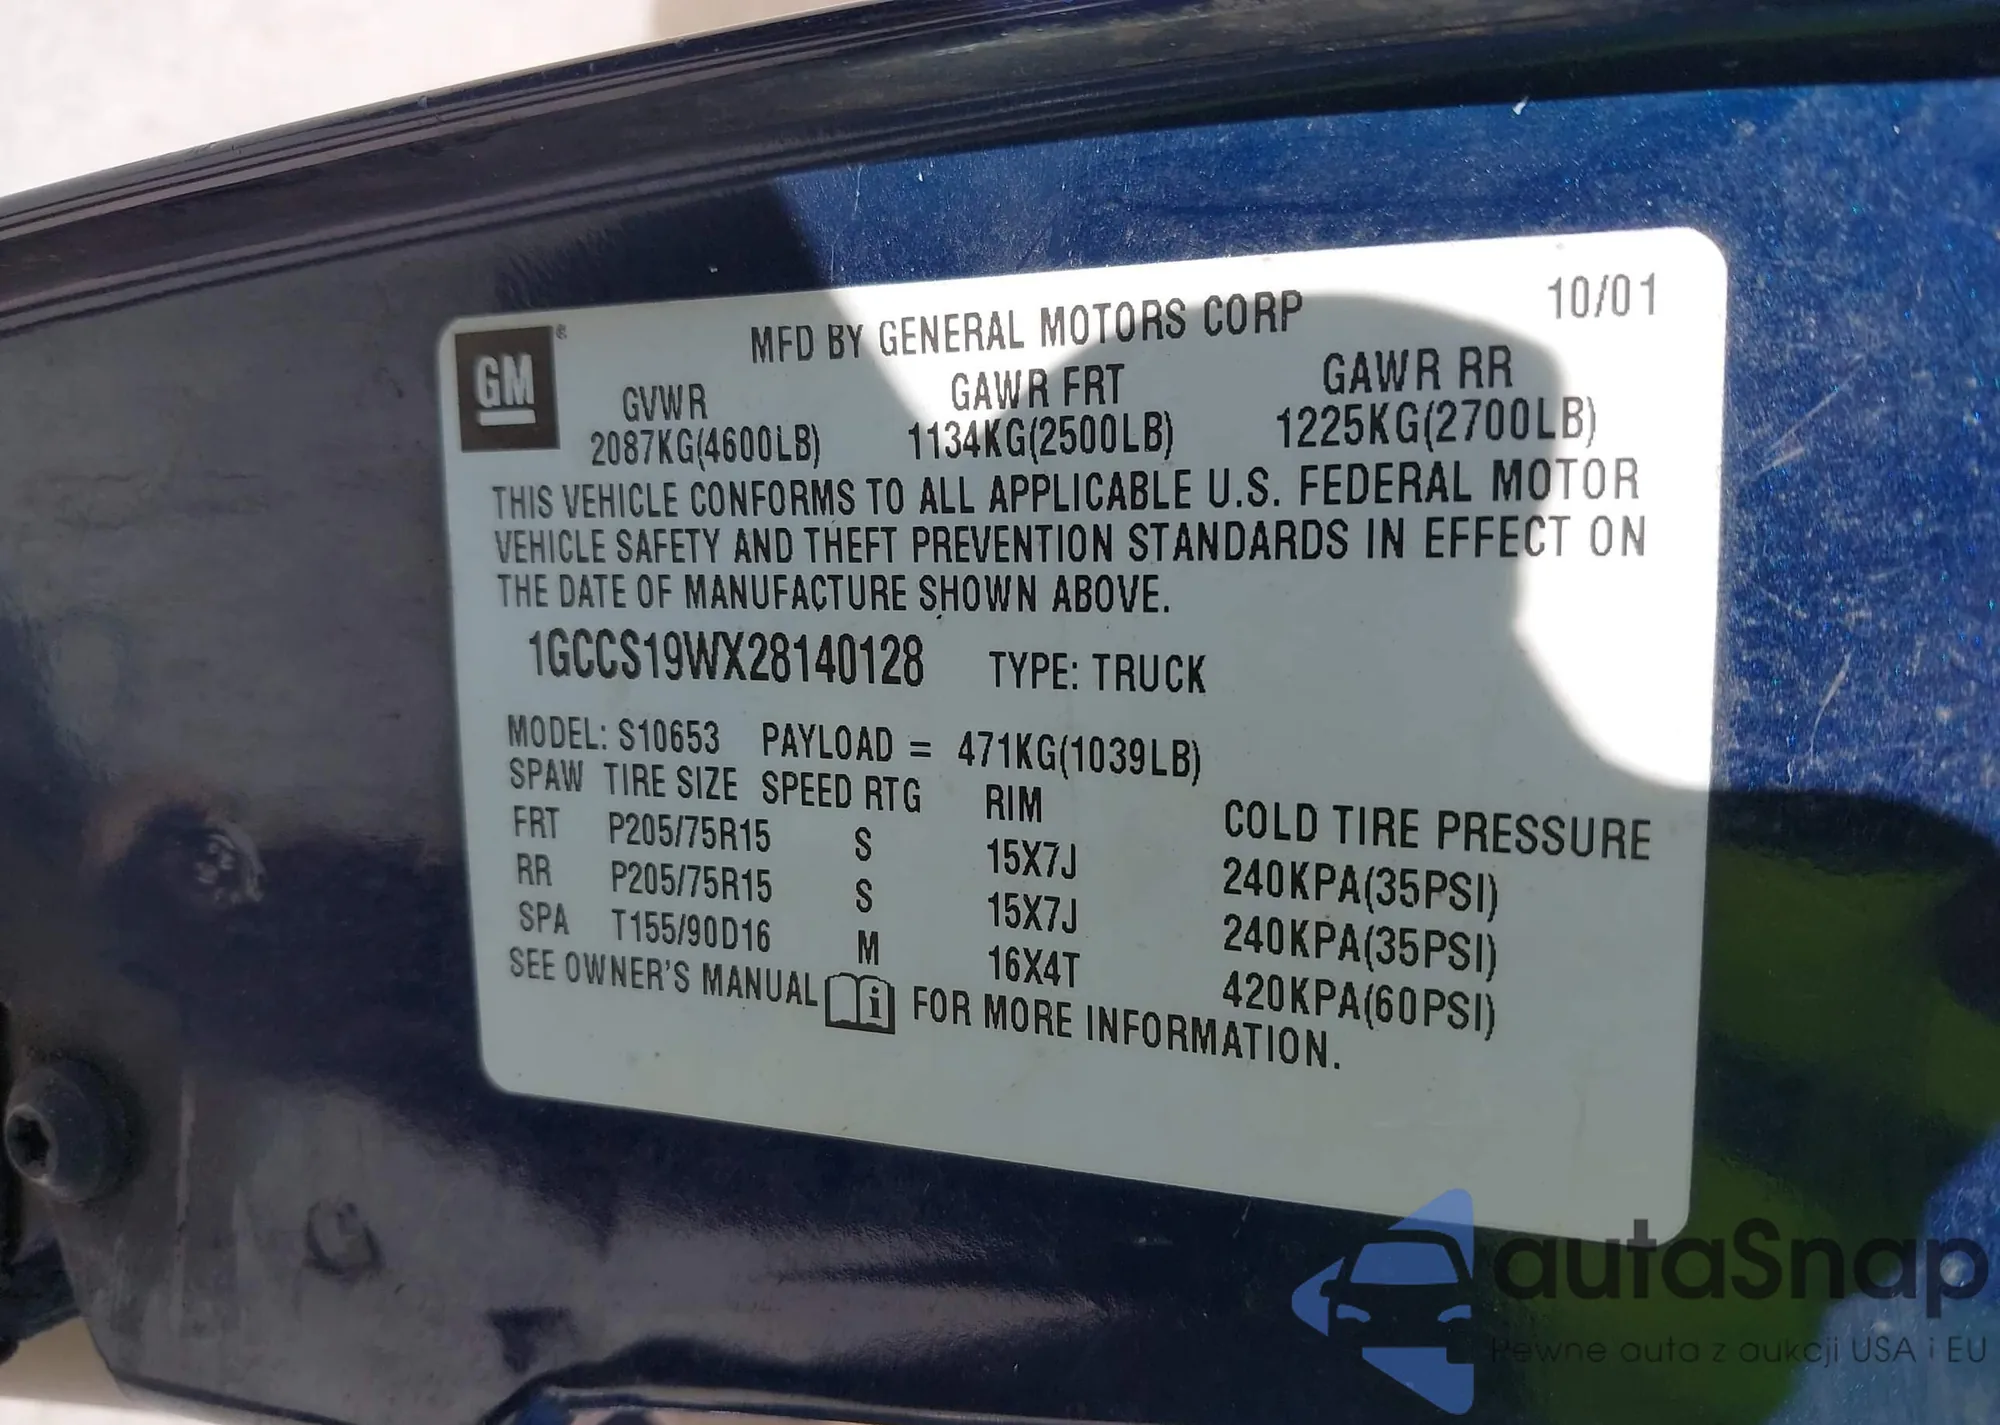 GM®
MFD BY GENERAL MOTORS CORP 10/01
GVWR GAWR FRT GAWR RR
2087KG(4600LB) 1134KG(2500LB) 1225KG(2700LB)
THIS VEHICLE CONFORMS TO ALL APPLICABLE U.S. FEDERAL MOTOR
VEHICLE SAFETY AND THEFT PREVENTION STANDARDS IN EFFECT ON
THE DATE OF MANUFACTURE SHOWN ABOVE.
1GCCS19WX28140128 TYPE: TRUCK
MODEL: S10653 PAYLOAD = 471KG(1039LB)
SPAW TIRE SIZE SPEED RTG RIM COLD TIRE PRESSURE
FRT P205/75R15 S 15X7J 240KPA(35PSI)
RR P205/75R15 S 15X7J 240KPA(35PSI)
SPA T155/90D16 M 16X4T 420KPA(60PSI)
SEE OWNER'S MANUAL FOR MORE INFORMATION.
autaSnap
Pewne auta z aukcji USA i EU